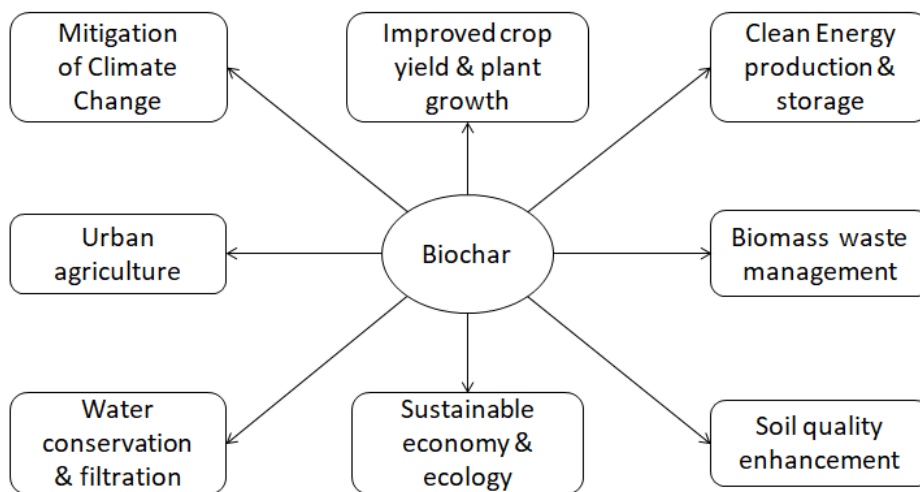 Mitigation
of Climate
Change
Improved crop
yield & plant
growth
Clean Energy
production &
storage
Urban
agriculture
Biochar
Biomass waste
management
Water
conservation
& filtration
Sustainable
economy &
ecology
Soil quality
enhancement